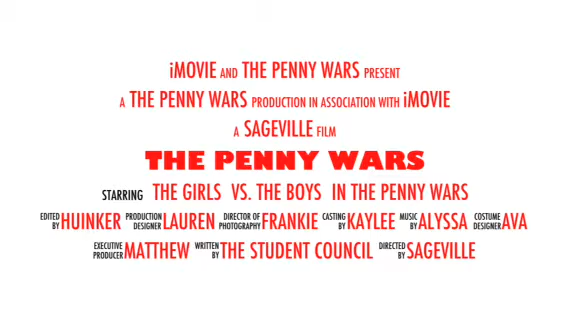 iMOVIE AND THE PENNY WARS PRESENT
A THE PENNY WARS PRODUCTION IN ASSOCIATION WITH iMOVIE
A SAGEVILLE FILM
THE PENNY WARS
STARRING THE GIRLS VS. THE BOYS IN THE PENNY WARS
EDITED BY HUINKER PRODUCTION DESIGNER LAUREN DIRECTOR OF PHOTOGRAPHY FRANKIE CASTING BY KAYLEE MUSIC BY ALYSSA COSTUME DESIGNER AVA
EXECUTIVE PRODUCER MATTHEW WRITTEN BY THE STUDENT COUNCIL DIRECTED BY SAGEVILLE